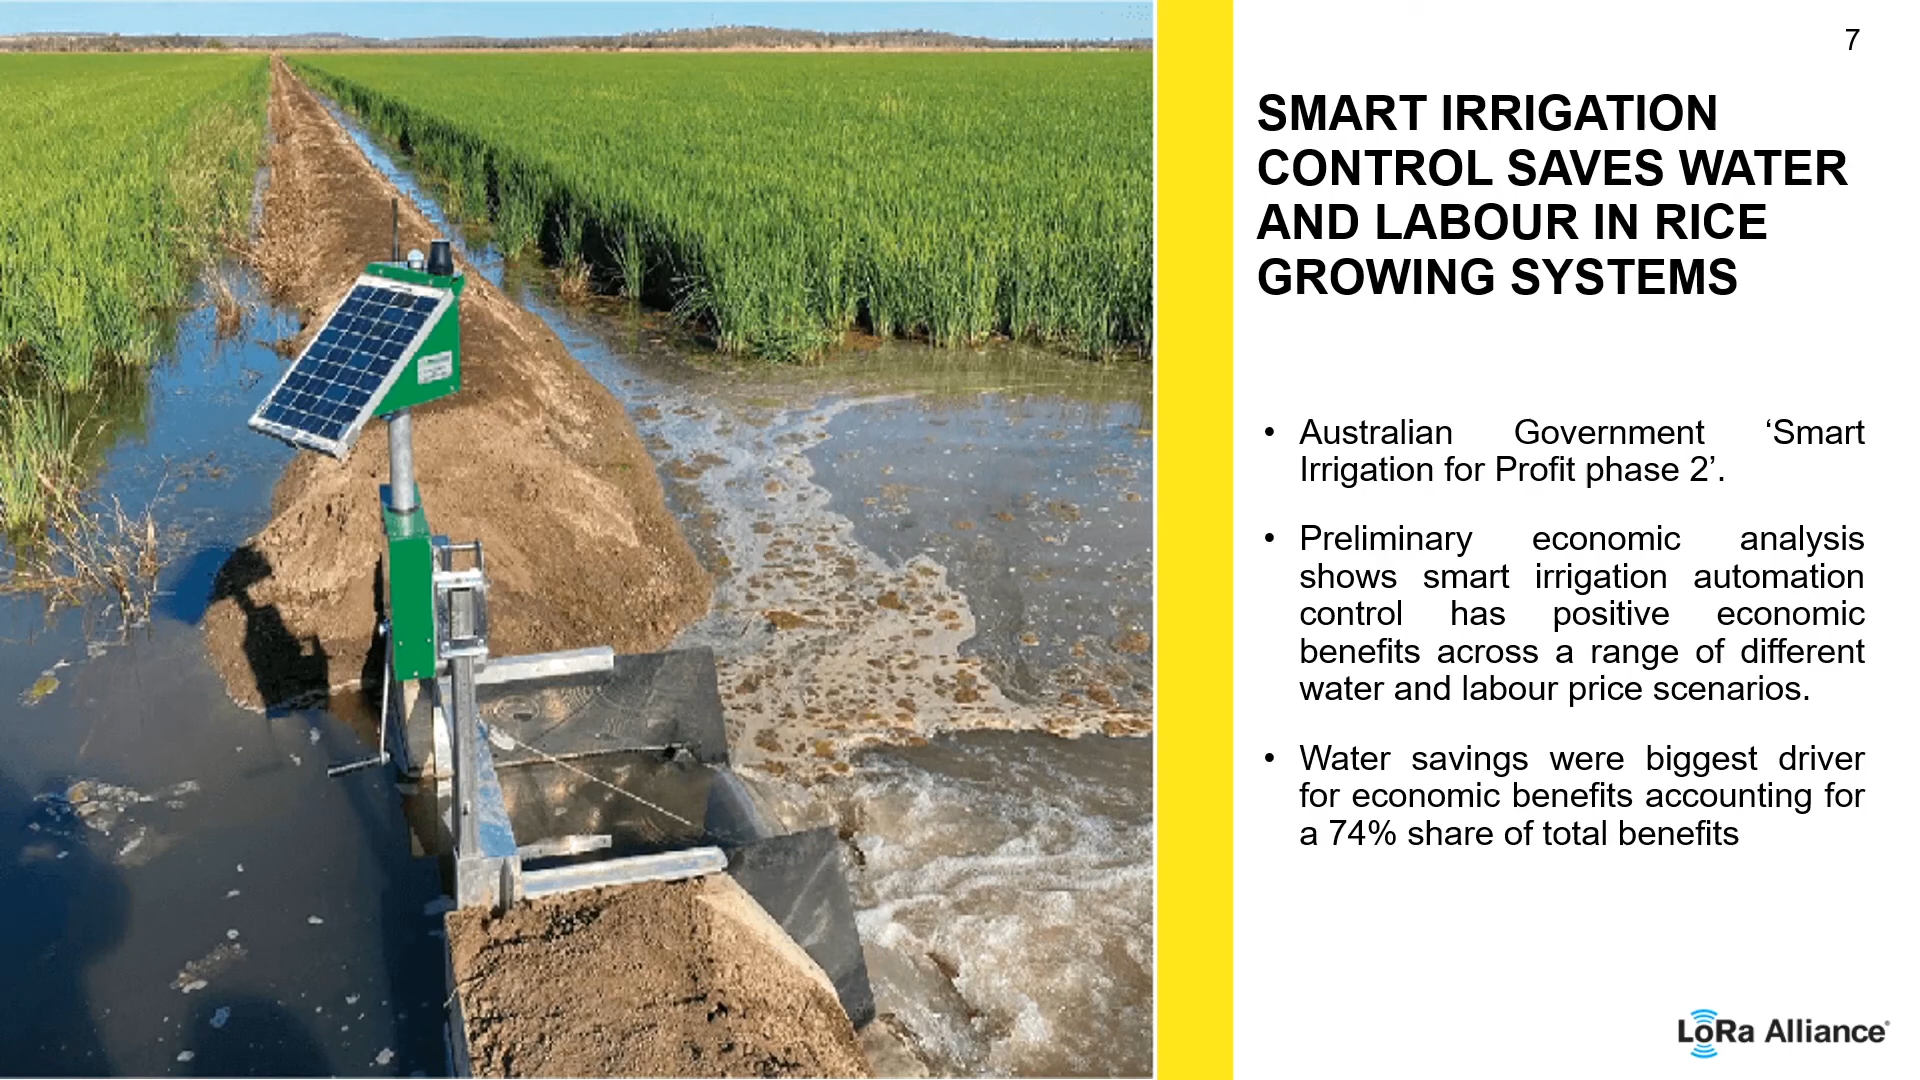 7
SMART IRRIGATION
CONTROL SAVES WATER
AND LABOUR IN RICE
GROWING SYSTEMS
• Australian Government ‘Smart
Irrigation for Profit phase 2’.
• Preliminary economic analysis
shows smart irrigation automation
control has positive economic
benefits across a range of different
water and labour price scenarios.
• Water savings were biggest driver
for economic benefits accounting for
a 74% share of total benefits
LoRa Alliance®